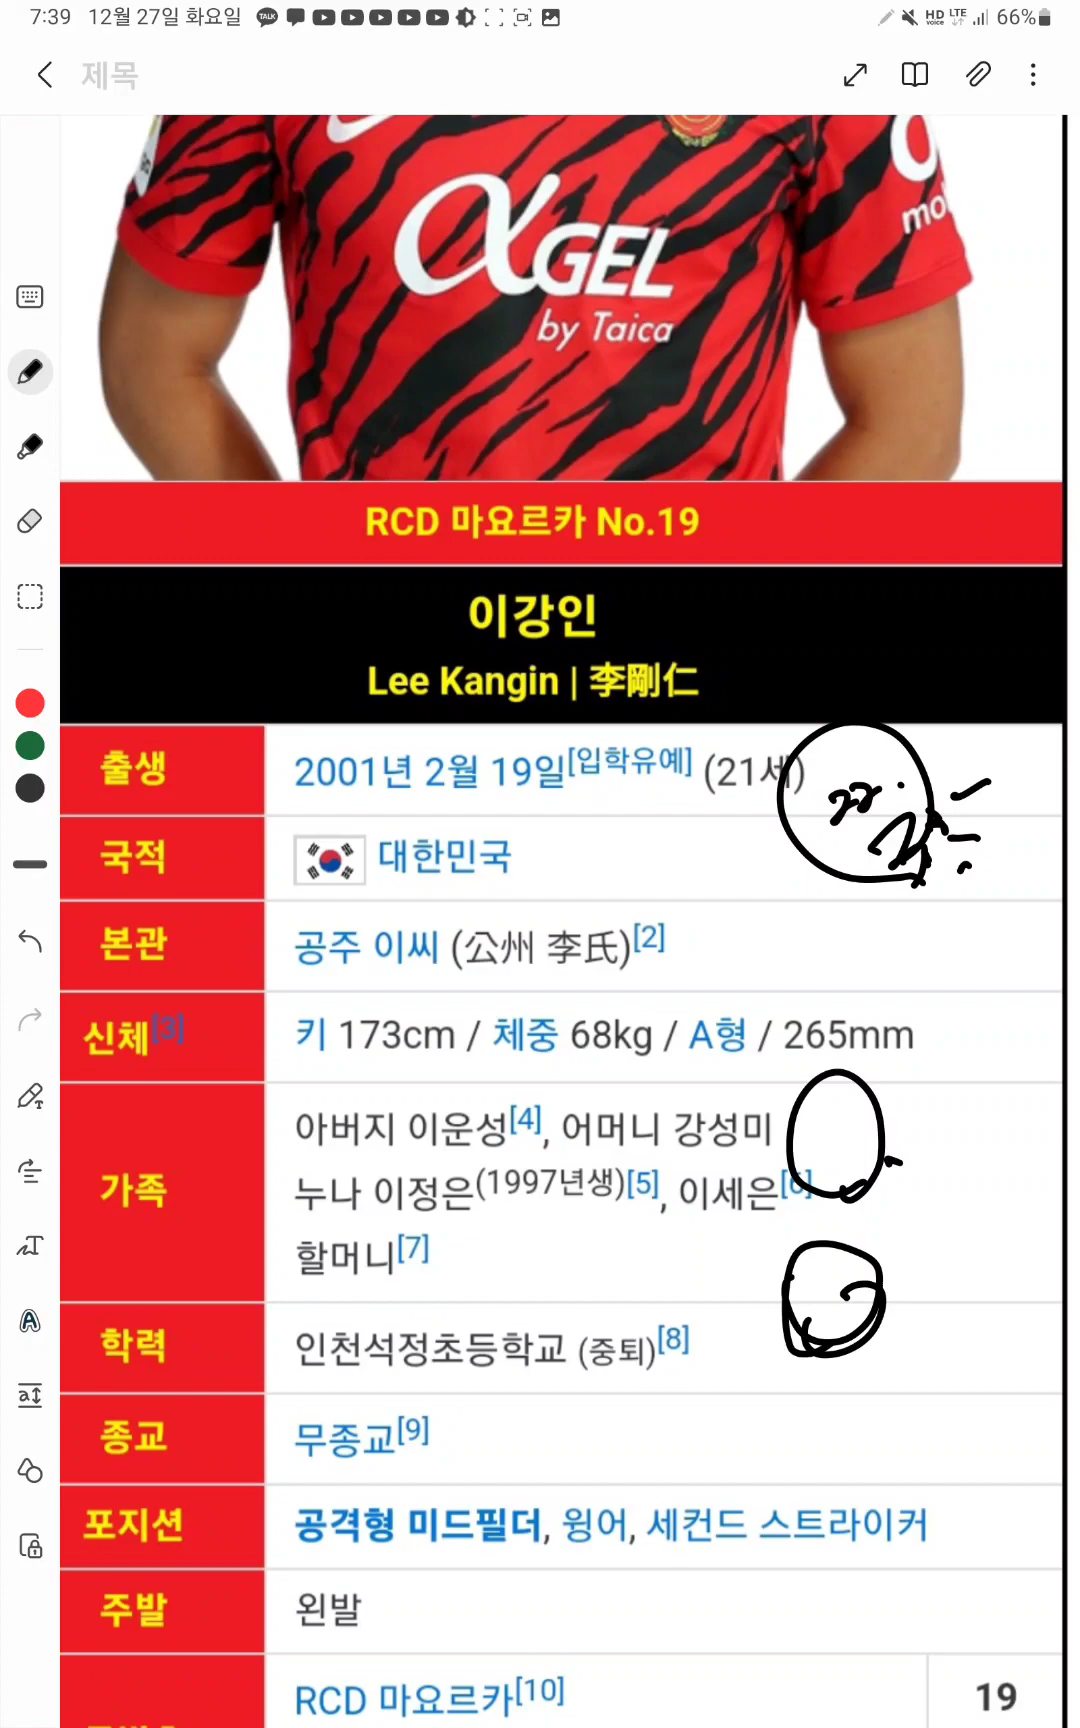 7:39 12월 27일 화요일 TALK HD voice LTE 66%
제목
mo
αGEL
by Taica
RCD 마요르카 No.19
이강인
Lee Kangin | 李剛仁
출생 2001년 2월 19일[입학유예] (21세)
22.
국적 대한민국
본관 공주 이씨 (公州 李氏)[2]
신체[3] 키 173cm / 체중 68kg / A형 / 265mm
가족 아버지 이운성[4], 어머니 강성미
누나 이정은(1997년생)[5], 이세은[6]
할머니[7]
학력 인천석정초등학교 (중퇴)[8]
종교 무종교[9]
포지션 공격형 미드필더, 윙어, 세컨드 스트라이커
주발 왼발
RCD 마요르카[10] 19